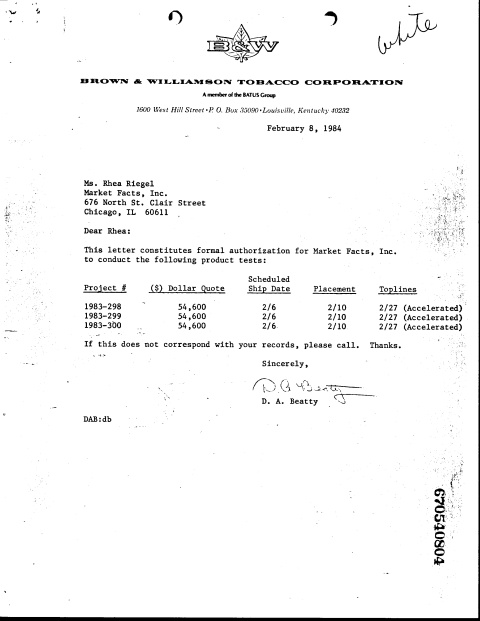 white
B&W
BROWN & WILLIAMSON TOBACCO CORPORATION
A member of the BATUS Group
1600 West Hill Street • P. O. Box 35090 • Louisville, Kentucky 40232
February 8, 1984
Ms. Rhea Riegel
Market Facts, Inc.
676 North St. Clair Street
Chicago, IL 60611
Dear Rhea:
This letter constitutes formal authorization for Market Facts, Inc.
to conduct the following product tests:
Scheduled
Project # ($) Dollar Quote Ship Date Placement Toplines
1983-298 54,600 2/6 2/10 2/27 (Accelerated)
1983-299 54,600 2/6 2/10 2/27 (Accelerated)
1983-300 54,600 2/6 2/10 2/27 (Accelerated)
If this does not correspond with your records, please call. Thanks.
Sincerely,
D A Beatty
D. A. Beatty
DAB:db
670540804